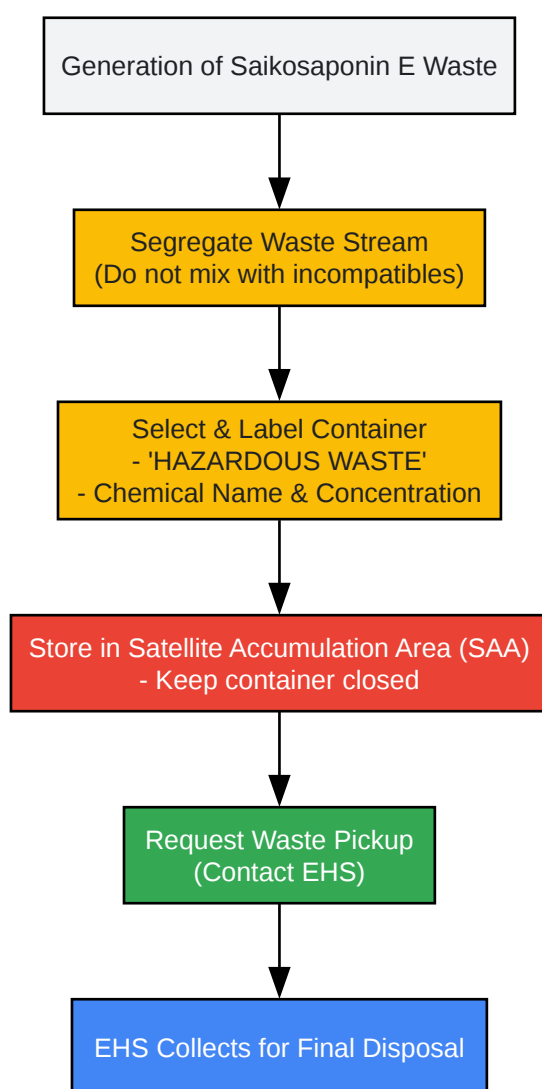 Generation of Saikosaponin E Waste
Segregate Waste Stream
(Do not mix with incompatibles)
Select & Label Container
- 'HAZARDOUS WASTE'
- Chemical Name & Concentration
Store in Satellite Accumulation Area (SAA)
- Keep container closed
Request Waste Pickup
(Contact EHS)
EHS Collects for Final Disposal